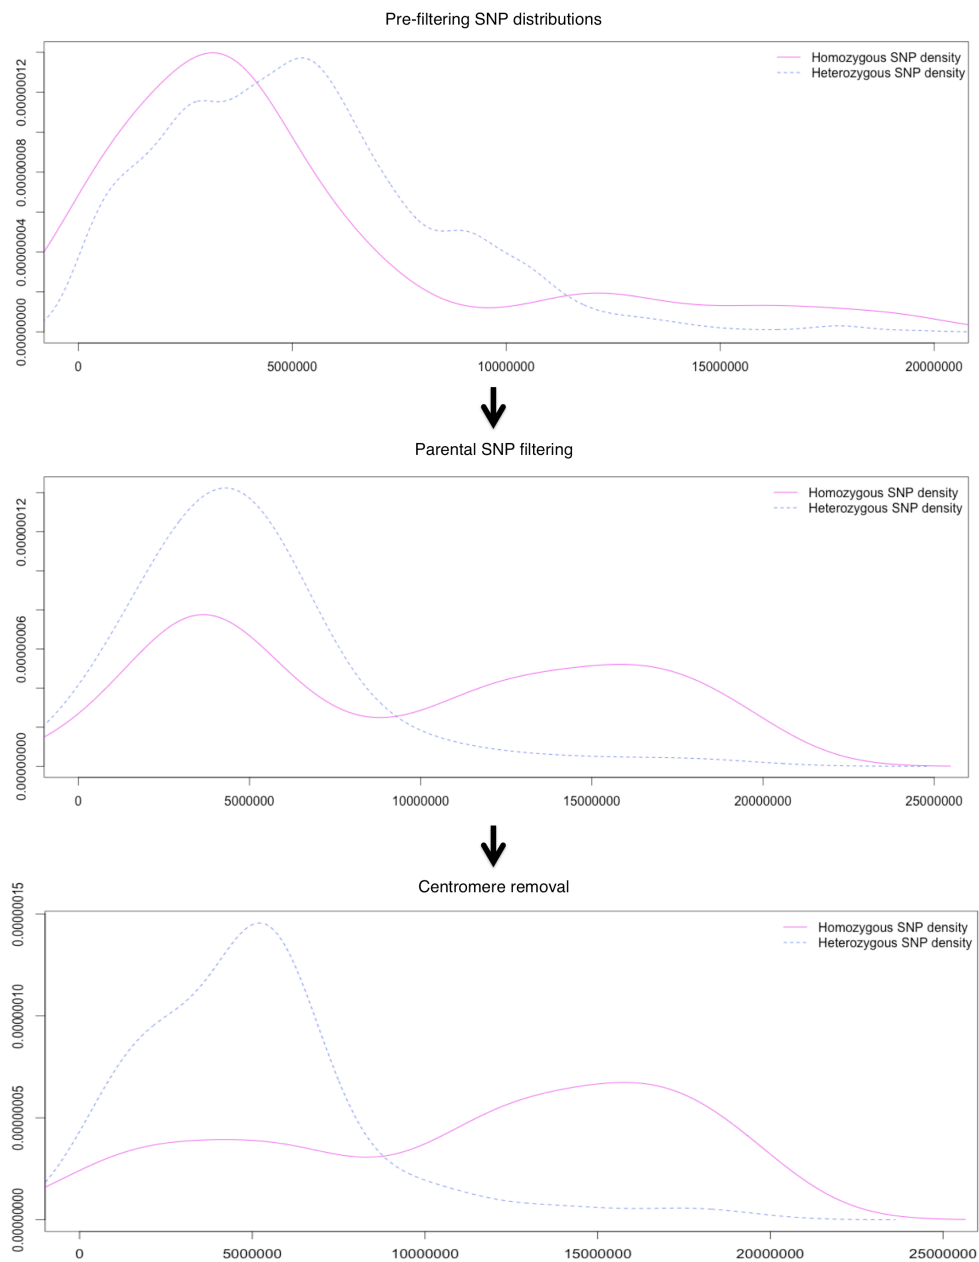 Pre-filtering SNP distributions
Homozygous SNP density
Heterozygous SNP density
0.00000012
0.00000008
0.00000004
0.00000000
0 5000000 10000000 15000000 20000000
Parental SNP filtering
Homozygous SNP density
Heterozygous SNP density
0.00000012
0.00000006
0.00000000
0 5000000 10000000 15000000 20000000 25000000
Centromere removal
Homozygous SNP density
Heterozygous SNP density
0.00000015
0.00000010
0.00000005
0.00000000
0 5000000 10000000 15000000 20000000 25000000